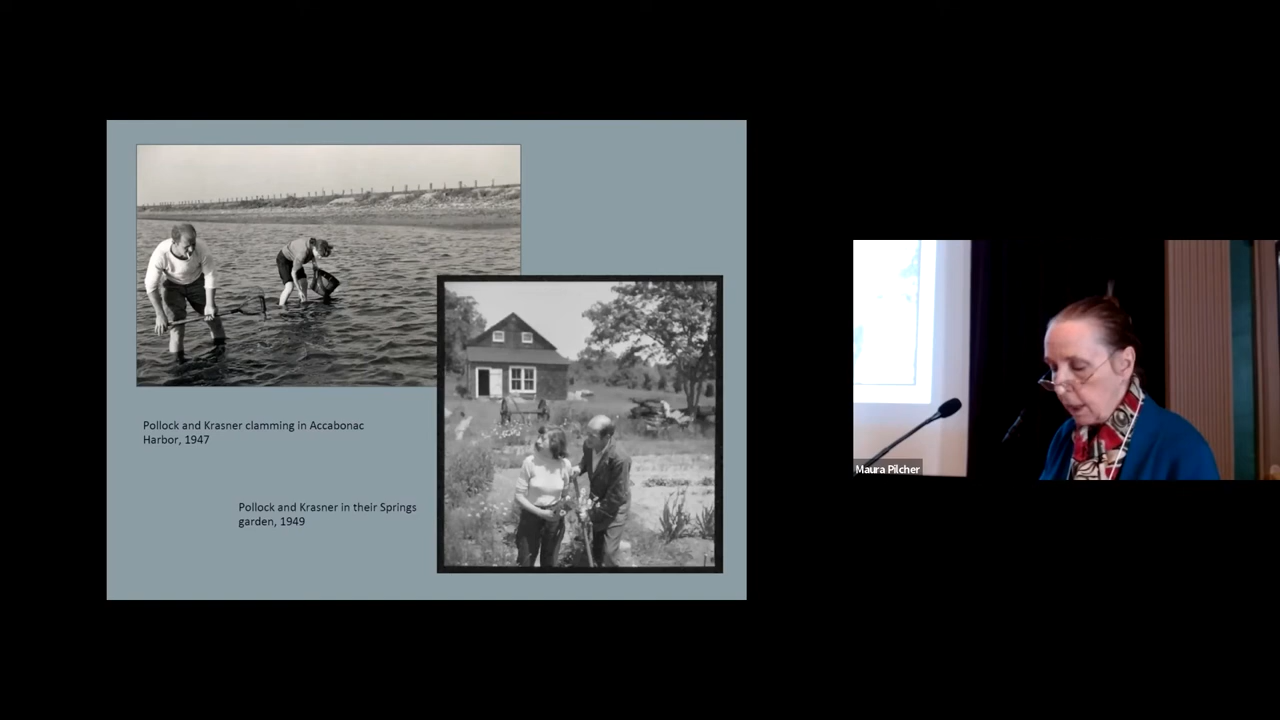 Pollock and Krasner clamming in Accabonac
Harbor, 1947
Pollock and Krasner in their Springs
garden, 1949
Maura Pilcher